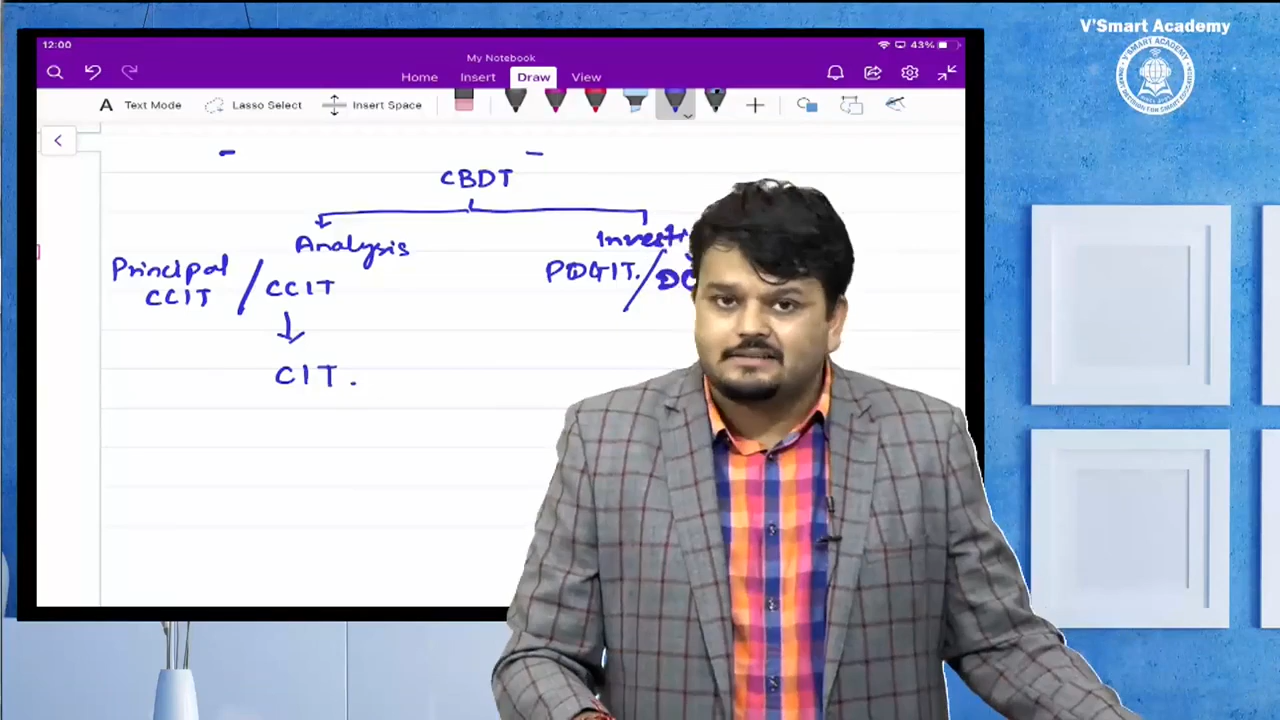 V'Smart Academy
12:00
43%
My Notebook
Home Insert Draw View
A Text Mode Lasso Select Insert Space
CBDT
Analysis
Principal CCIT / CCIT
PDGIT. /
CIT.